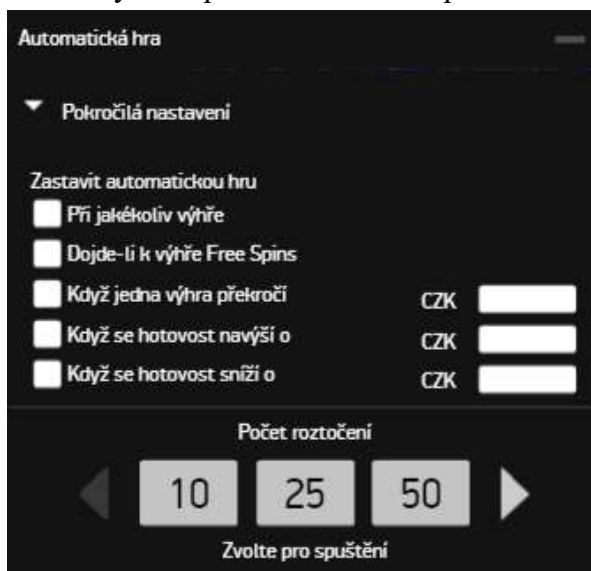 Automatická hra
Pokročilá nastavení
Zastavit automatickou hru
Při jakékoliv výhře
Dojde-li k výhře Free Spins
Když jedna výhra překročí CZK
Když se hotovost navýší o CZK
Když se hotovost sníží o CZK
Počet roztočení
10 25 50
Zvolte pro spuštění